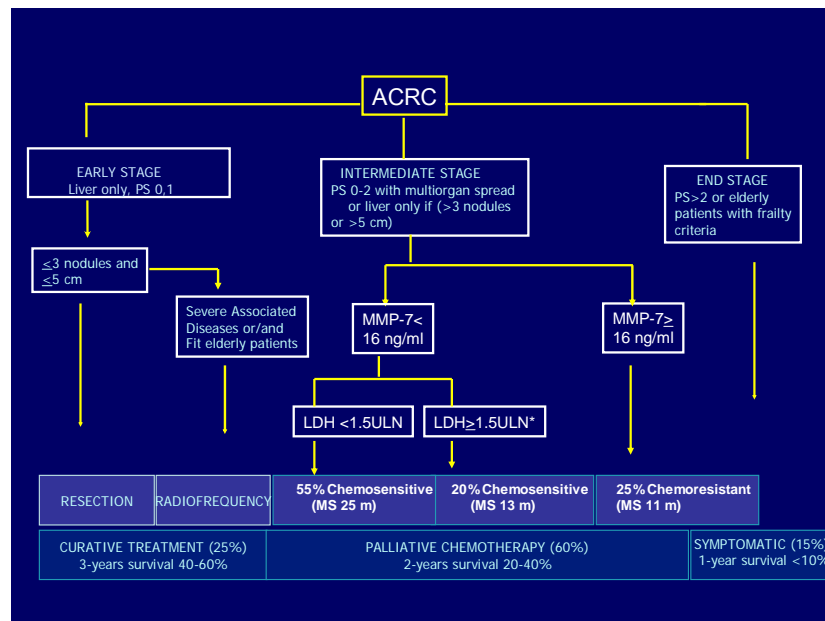 ACRC
EARLY STAGE
Liver only, PS 0,1
INTERMEDIATE STAGE
PS 0-2 with multiorgan spread
or liver only if (>3 nodules
or >5 cm)
END STAGE
PS>2 or elderly
patients with frailty
criteria
≤3 nodules and
≤5 cm
Severe Associated
Diseases or/and
Fit elderly patients
MMP-7<
16 ng/ml
MMP-7≥
16 ng/ml
LDH <1.5ULN
LDH≥1.5ULN*
RESECTION
RADIOFREQUENCY
55% Chemosensitive
(MS 25 m)
20% Chemosensitive
(MS 13 m)
25% Chemoresistant
(MS 11 m)
CURATIVE TREATMENT (25%)
3-years survival 40-60%
PALLIATIVE CHEMOTHERAPY (60%)
2-years survival 20-40%
SYMPTOMATIC (15%)
1-year survival <10%